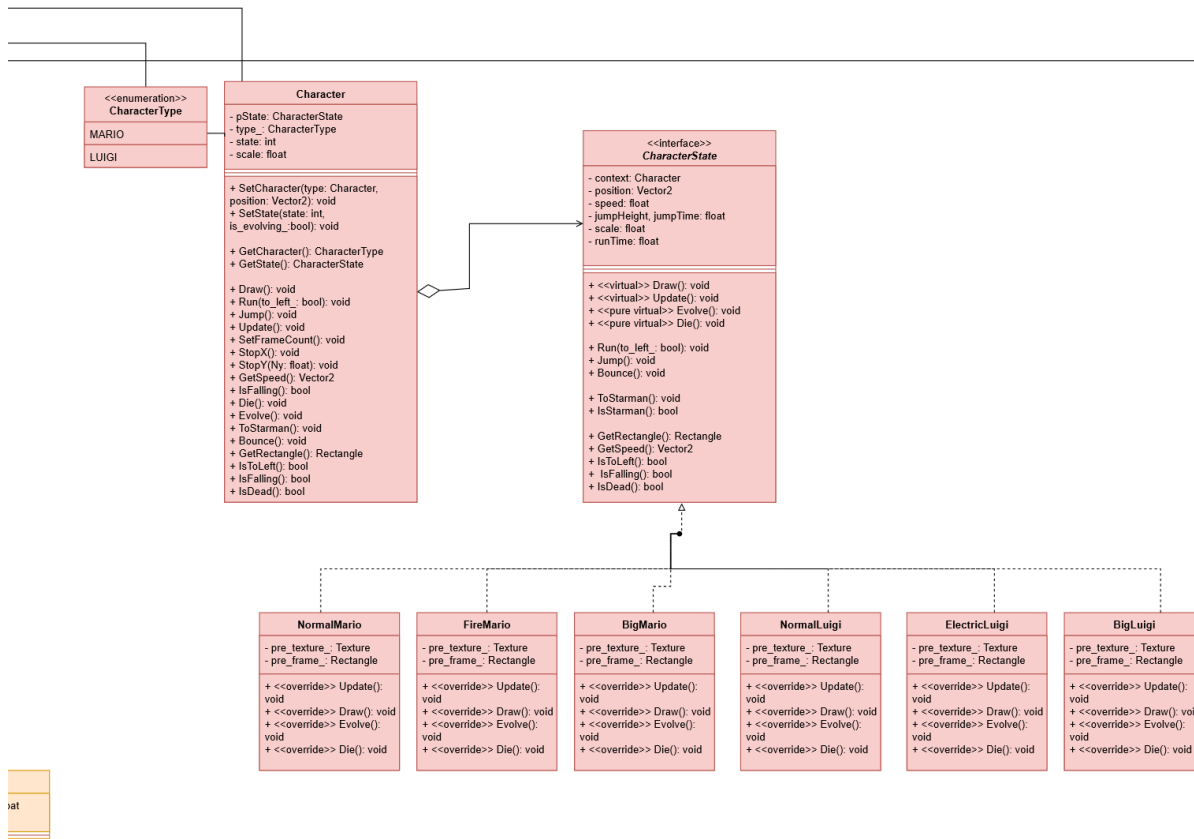 <<enumeration>>
CharacterType
MARIO
LUIGI
Character
- pState: CharacterState
- type_: CharacterType
- state: int
- scale: float
+ SetCharacter(type: Character,
position: Vector2): void
+ SetState(state: int,
is_evolving_:bool): void
+ GetCharacter(): CharacterType
+ GetState(): CharacterState
+ Draw(): void
+ Run(to_left_: bool): void
+ Jump(): void
+ Update(): void
+ SetFrameCount(): void
+ StopX(): void
+ StopY(Ny: float): void
+ GetSpeed(): Vector2
+ IsFalling(): bool
+ Die(): void
+ Evolve(): void
+ ToStarman(): void
+ Bounce(): void
+ GetRectangle(): Rectangle
+ IsToLeft(): bool
+ IsFalling(): bool
+ IsDead(): bool
<<interface>>
CharacterState
- context: Character
- position: Vector2
- speed: float
- jumpHeight, jumpTime: float
- scale: float
- runTime: float
+ <<virtual>> Draw(): void
+ <<virtual>> Update(): void
+ <<pure virtual>> Evolve(): void
+ <<pure virtual>> Die(): void
+ Run(to_left_: bool): void
+ Jump(): void
+ Bounce(): void
+ ToStarman(): void
+ IsStarman(): bool
+ GetRectangle(): Rectangle
+ GetSpeed(): Vector2
+ IsToLeft(): bool
+  IsFalling(): bool
+ IsDead(): bool
NormalMario
- pre_texture_: Texture
- pre_frame_: Rectangle
+ <<override>> Update():
void
+ <<override>> Draw(): void
+ <<override>> Evolve():
void
+ <<override>> Die(): void
FireMario
- pre_texture_: Texture
- pre_frame_: Rectangle
+ <<override>> Update():
void
+ <<override>> Draw(): void
+ <<override>> Evolve():
void
+ <<override>> Die(): void
BigMario
- pre_texture_: Texture
- pre_frame_: Rectangle
+ <<override>> Update():
void
+ <<override>> Draw(): void
+ <<override>> Evolve():
void
+ <<override>> Die(): void
NormalLuigi
- pre_texture_: Texture
- pre_frame_: Rectangle
+ <<override>> Update():
void
+ <<override>> Draw(): void
+ <<override>> Evolve():
void
+ <<override>> Die(): void
ElectricLuigi
- pre_texture_: Texture
- pre_frame_: Rectangle
+ <<override>> Update():
void
+ <<override>> Draw(): void
+ <<override>> Evolve():
void
+ <<override>> Die(): void
BigLuigi
- pre_texture_: Texture
- pre_frame_: Rectangle
+ <<override>> Update():
void
+ <<override>> Draw(): void
+ <<override>> Evolve():
void
+ <<override>> Die(): void